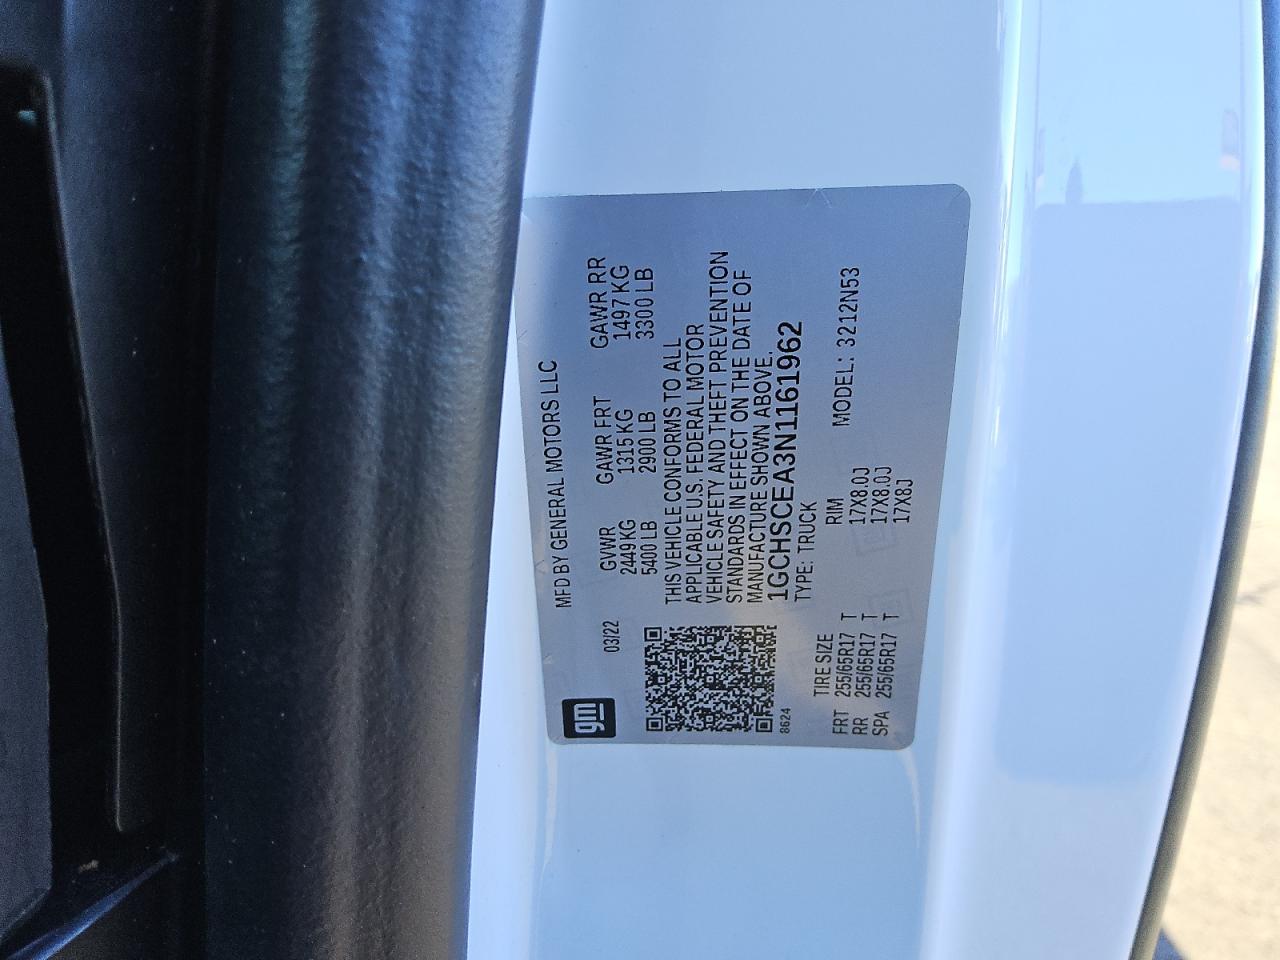 MFD BY GENERAL MOTORS LLC
gm
03/22
GVWR GAWR FRT GAWR RR
2449 KG 1315 KG 1497 KG
5400 LB 2900 LB 3300 LB
THIS VEHICLE CONFORMS TO ALL
APPLICABLE U.S. FEDERAL MOTOR
VEHICLE SAFETY AND THEFT PREVENTION
STANDARDS IN EFFECT ON THE DATE OF
MANUFACTURE SHOWN ABOVE.
1GCHSCEA3N1161962
8624
TYPE: TRUCK
TIRE SIZE RIM MODEL: 3212N53
FRT 255/65R17 T 17X8.0J
RR 255/65R17 T 17X8.0J
SPA 255/65R17 T 17X8J